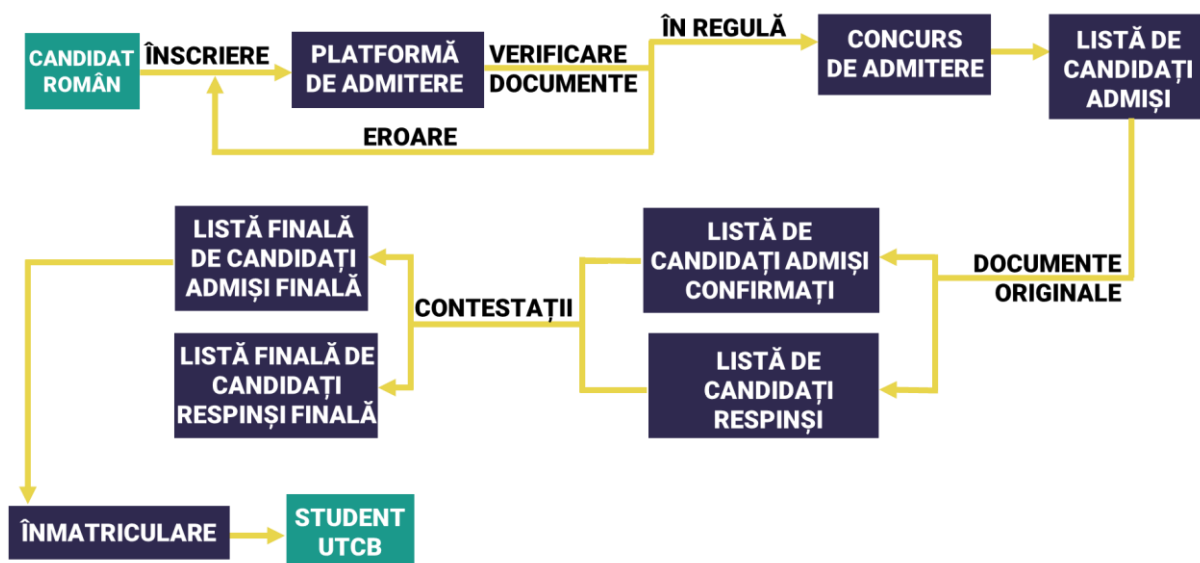 CANDIDAT
ROMÂN
ÎNSCRIERE
PLATFORMĂ
DE ADMITERE
VERIFICARE
DOCUMENTE
ÎN REGULĂ
EROARE
CONCURS
DE ADMITERE
LISTĂ DE
CANDIDAȚI
ADMIȘI
DOCUMENTE
ORIGINALE
LISTĂ DE
CANDIDAȚI ADMIȘI
CONFIRMAȚI
LISTĂ DE
CANDIDAȚI
RESPINȘI
CONTESTAȚII
LISTĂ FINALĂ
DE CANDIDAȚI
ADMIȘI FINALĂ
LISTĂ FINALĂ DE
CANDIDAȚI
RESPINȘI FINALĂ
ÎNMATRICULARE
STUDENT
UTCB